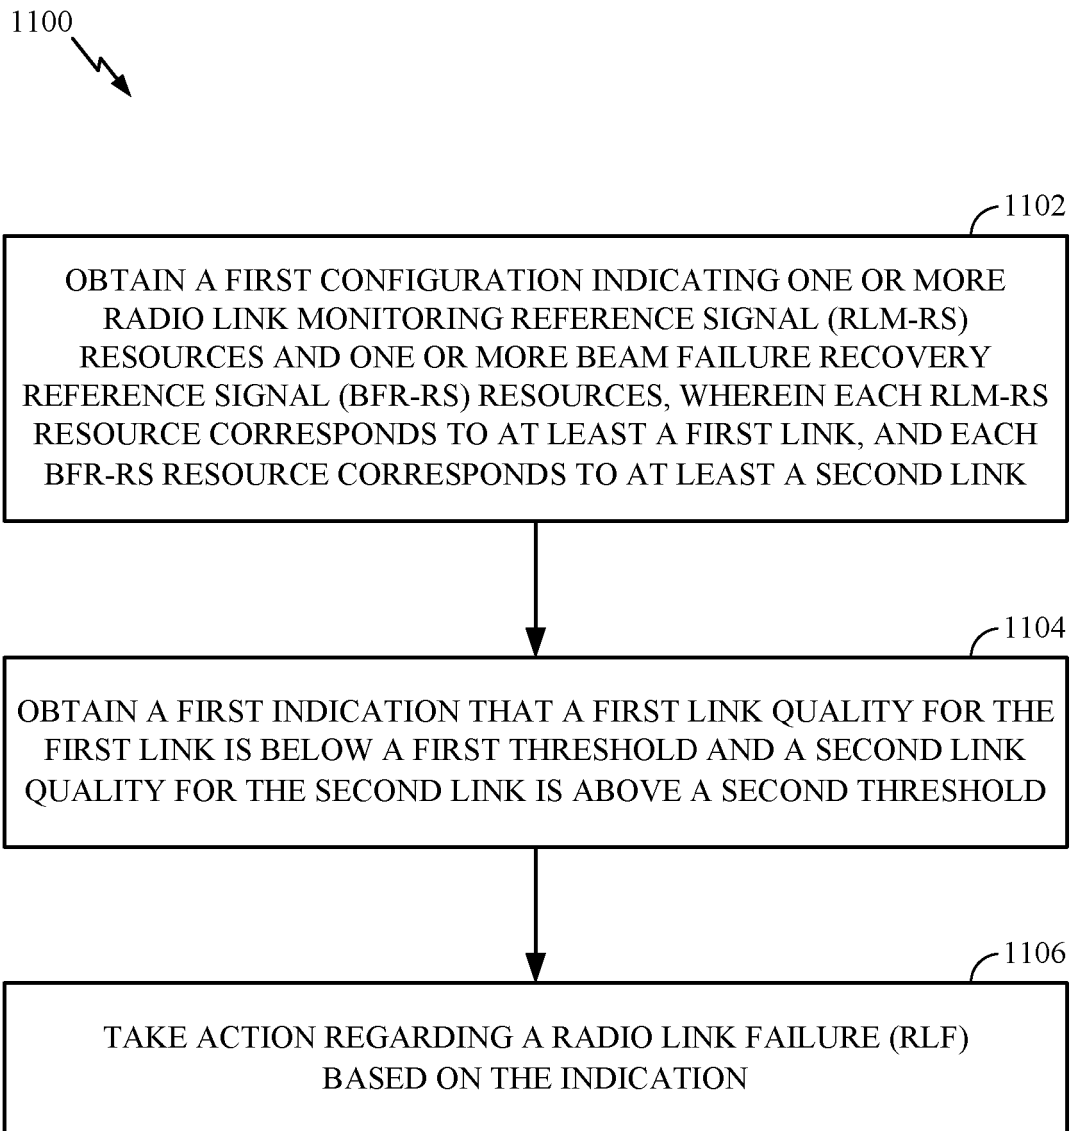 1100
1102
OBTAIN A FIRST CONFIGURATION INDICATING ONE OR MORE
RADIO LINK MONITORING REFERENCE SIGNAL (RLM-RS)
RESOURCES AND ONE OR MORE BEAM FAILURE RECOVERY
REFERENCE SIGNAL (BFR-RS) RESOURCES, WHEREIN EACH RLM-RS
RESOURCE CORRESPONDS TO AT LEAST A FIRST LINK, AND EACH
BFR-RS RESOURCE CORRESPONDS TO AT LEAST A SECOND LINK
1104
OBTAIN A FIRST INDICATION THAT A FIRST LINK QUALITY FOR THE
FIRST LINK IS BELOW A FIRST THRESHOLD AND A SECOND LINK
QUALITY FOR THE SECOND LINK IS ABOVE A SECOND THRESHOLD
1106
TAKE ACTION REGARDING A RADIO LINK FAILURE (RLF)
BASED ON THE INDICATION